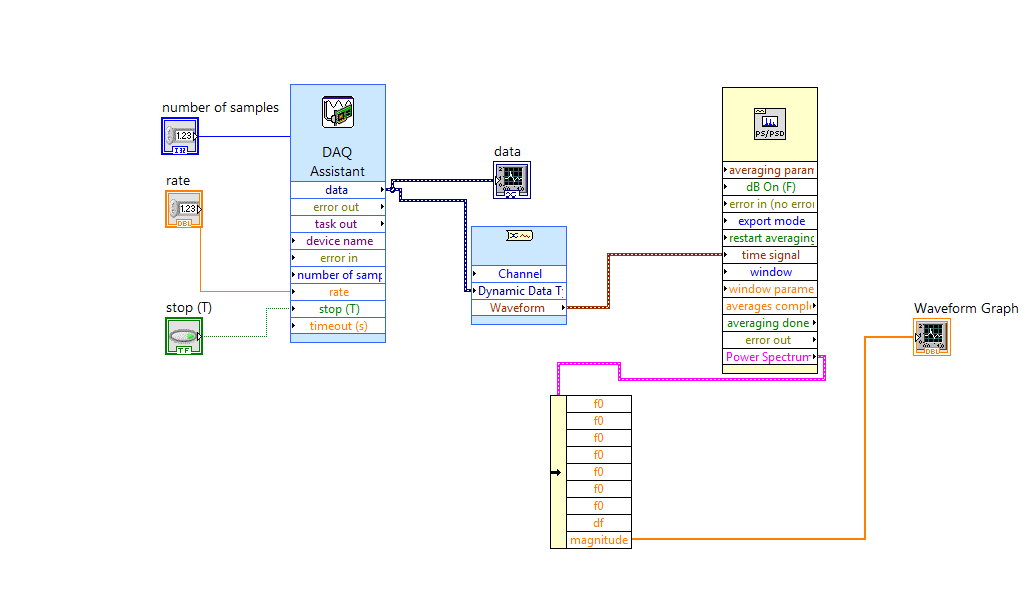 number of samples
1.23
I32
rate
1.23
DBL
stop (T)
TF
DAQ
Assistant
data
error out
task out
device name
error in
number of samp
rate
stop (T)
timeout (s)
data
Channel
Dynamic Data T
Waveform
PS/PSD
averaging param
dB On (F)
error in (no erro
export mode
restart averaging
time signal
window
window parame
averages comple
averaging done
error out
Power Spectrum
Waveform Graph
DBL
f0
f0
f0
f0
f0
f0
f0
df
magnitude